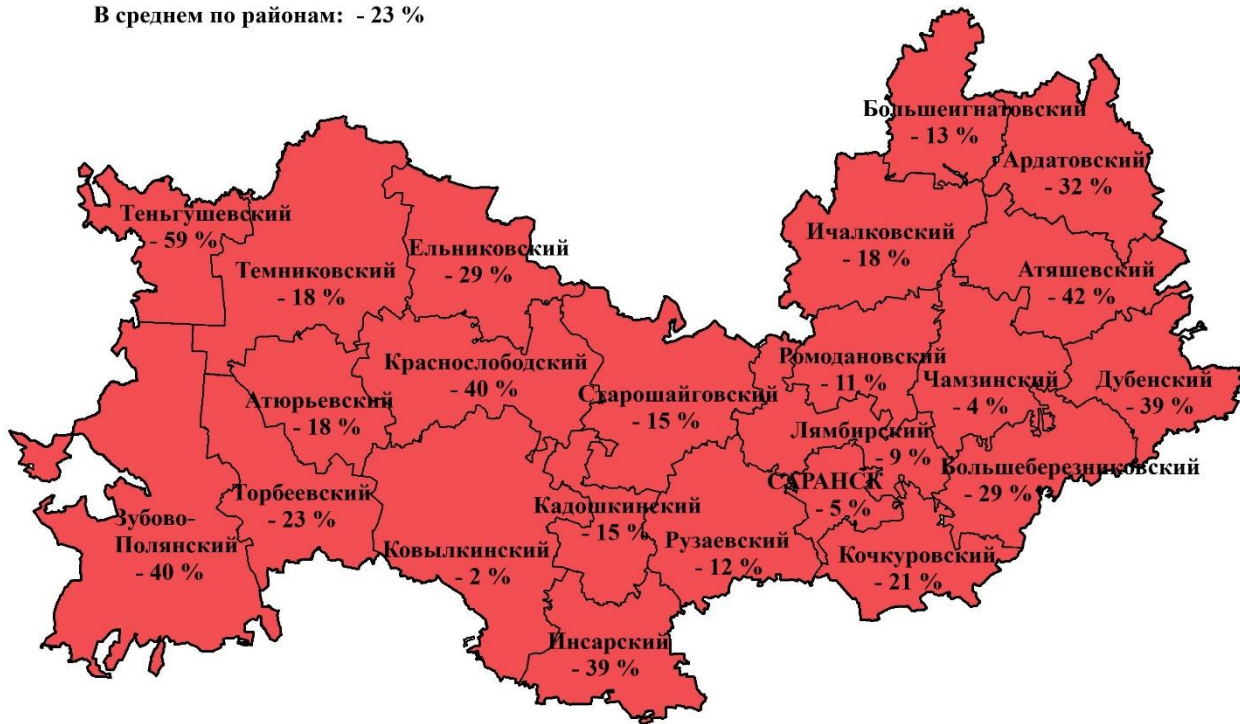 В среднем по районам: - 23 %
Большеигнатовский
- 13 %
Ардатовский
- 32 %
Теньгушевский
- 59 %
Ичалковский
- 18 %
Ельниковский
- 29 %
Темниковский
- 18 %
Атяшевский
- 42 %
Краснослободский
- 40 %
Ромодановский
- 11 %
Чамзинский
- 4 %
Дубенский
- 39 %
Атюрьевский
- 18 %
Старошайговский
- 15 %
Лямбирский
- 9 %
Большеберезниковский
- 29 %
САРАНСК
- 5 %
Торбеевский
- 23 %
Кадошкинский
- 15 %
Зубово-
Полянский
- 40 %
Ковылкинский
- 2 %
Рузаевский
- 12 %
Кочкуровский
- 21 %
Инсарский
- 39 %